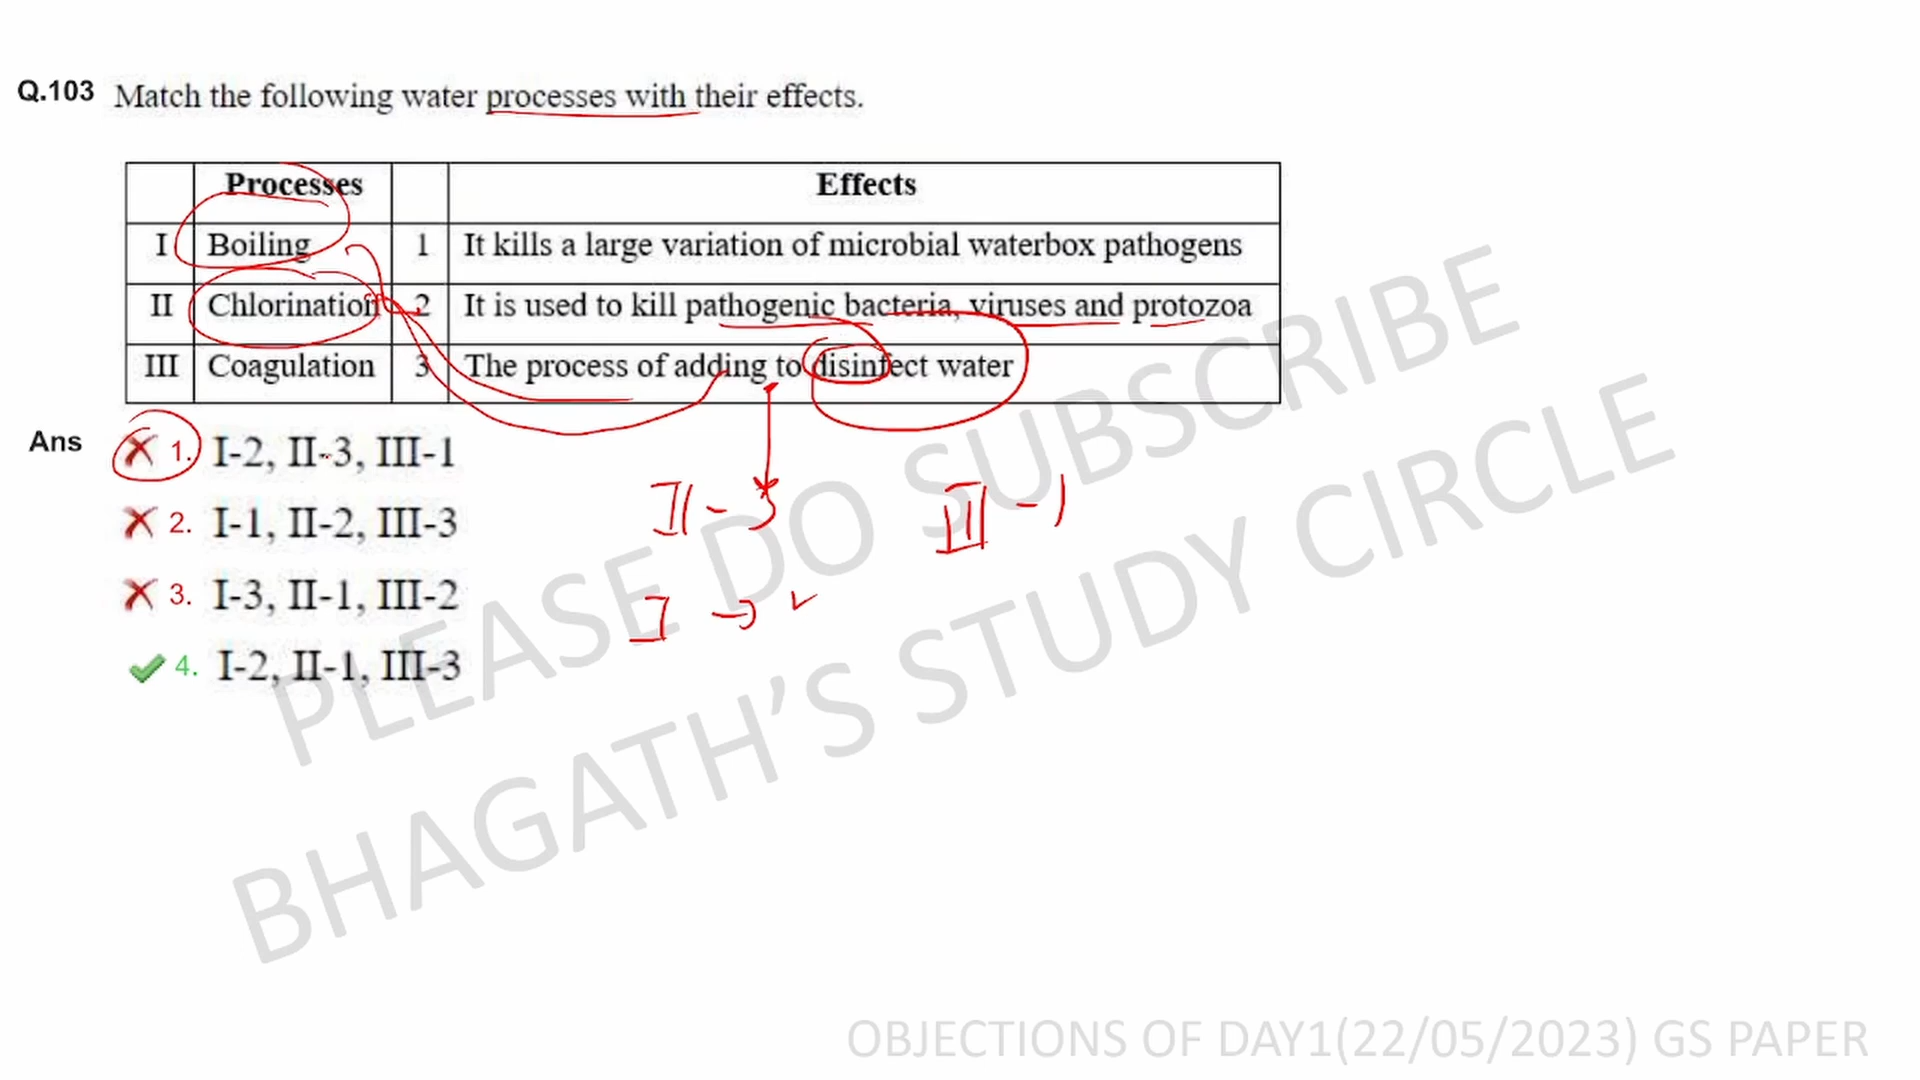 Q.103 Match the following water processes with their effects.
Processes Effects
I Boiling 1 It kills a large variation of microbial waterbox pathogens
II Chlorination 2 It is used to kill pathogenic bacteria, viruses and protozoa
III Coagulation 3 The process of adding to disinfect water
Ans 1. I-2, II-3, III-1
2. I-1, II-2, III-3
3. I-3, II-1, III-2
4. I-2, II-1, III-3
II - 3 III - 1
I →
PLEASE DO SUBSCRIBE
BHAGATH'S STUDY CIRCLE
OBJECTIONS OF DAY1(22/05/2023) GS PAPER